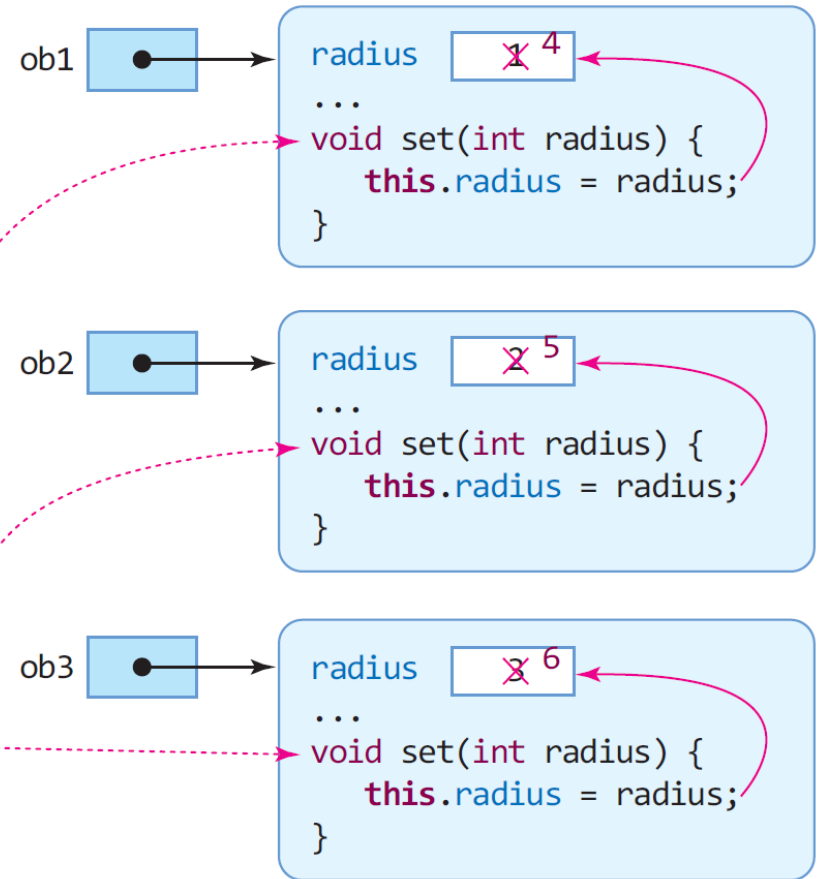 ob1 radius 1 4
...
void set(int radius) {
this.radius = radius;
}
ob2 radius 2 5
...
void set(int radius) {
this.radius = radius;
}
ob3 radius 3 6
...
void set(int radius) {
this.radius = radius;
}